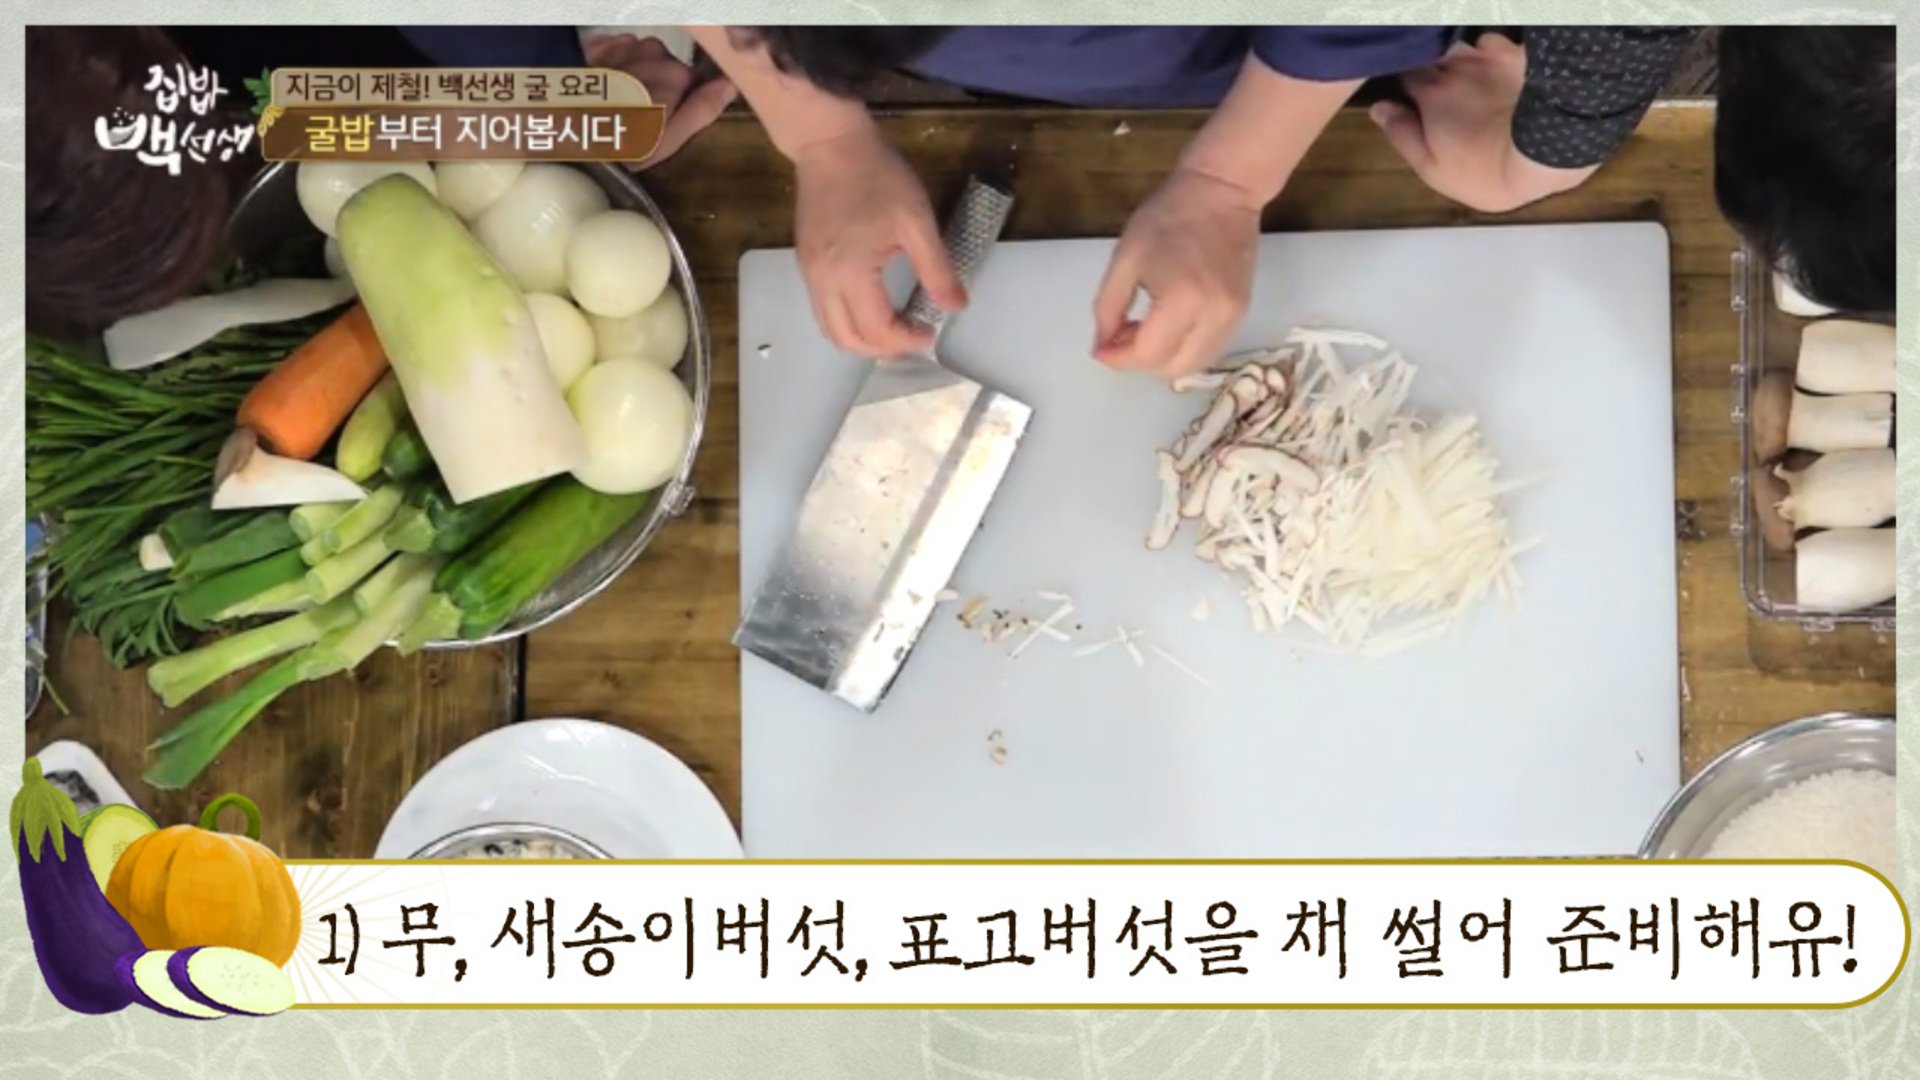 집밥
백선생
지금이 제철! 백선생 굴 요리
굴밥부터 지어봅시다
1) 무, 새송이버섯, 표고버섯을 채 썰어 준비해유!